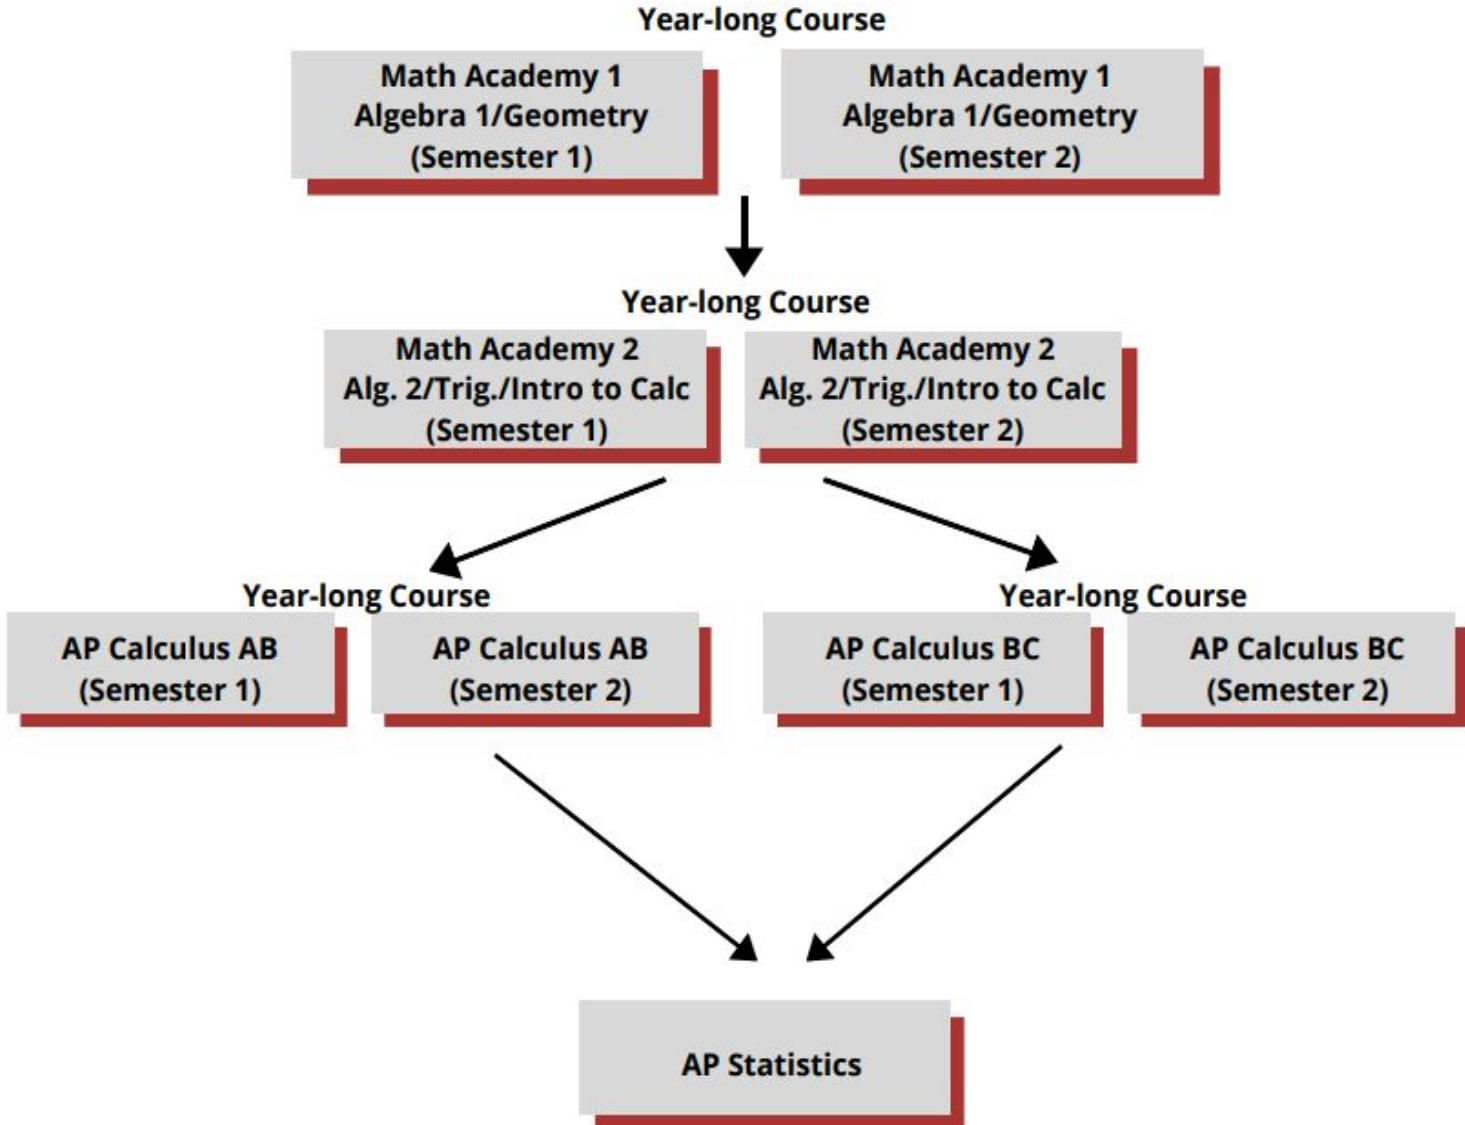 Year-long Course
Math Academy 1
Algebra 1/Geometry
(Semester 1)
Math Academy 1
Algebra 1/Geometry
(Semester 2)
Year-long Course
Math Academy 2
Alg. 2/Trig./Intro to Calc
(Semester 1)
Math Academy 2
Alg. 2/Trig./Intro to Calc
(Semester 2)
Year-long Course
AP Calculus AB
(Semester 1)
AP Calculus AB
(Semester 2)
Year-long Course
AP Calculus BC
(Semester 1)
AP Calculus BC
(Semester 2)
AP Statistics